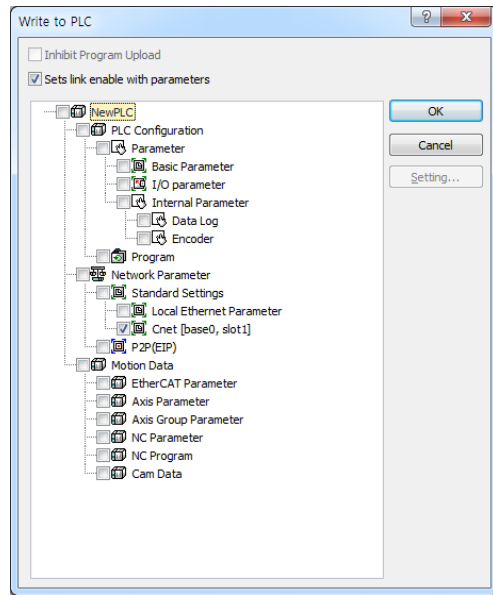 Write to PLC
Inhibit Program Upload
Sets link enable with parameters
NewPLC
OK
PLC Configuration
Parameter
Cancel
Basic Parameter
I/O parameter
Setting...
Internal Parameter
Data Log
Encoder
Program
Network Parameter
Standard Settings
Local Ethernet Parameter
Cnet [base0, slot1]
P2P(EIP)
Motion Data
EtherCAT Parameter
Axis Parameter
Axis Group Parameter
NC Parameter
NC Program
Cam Data